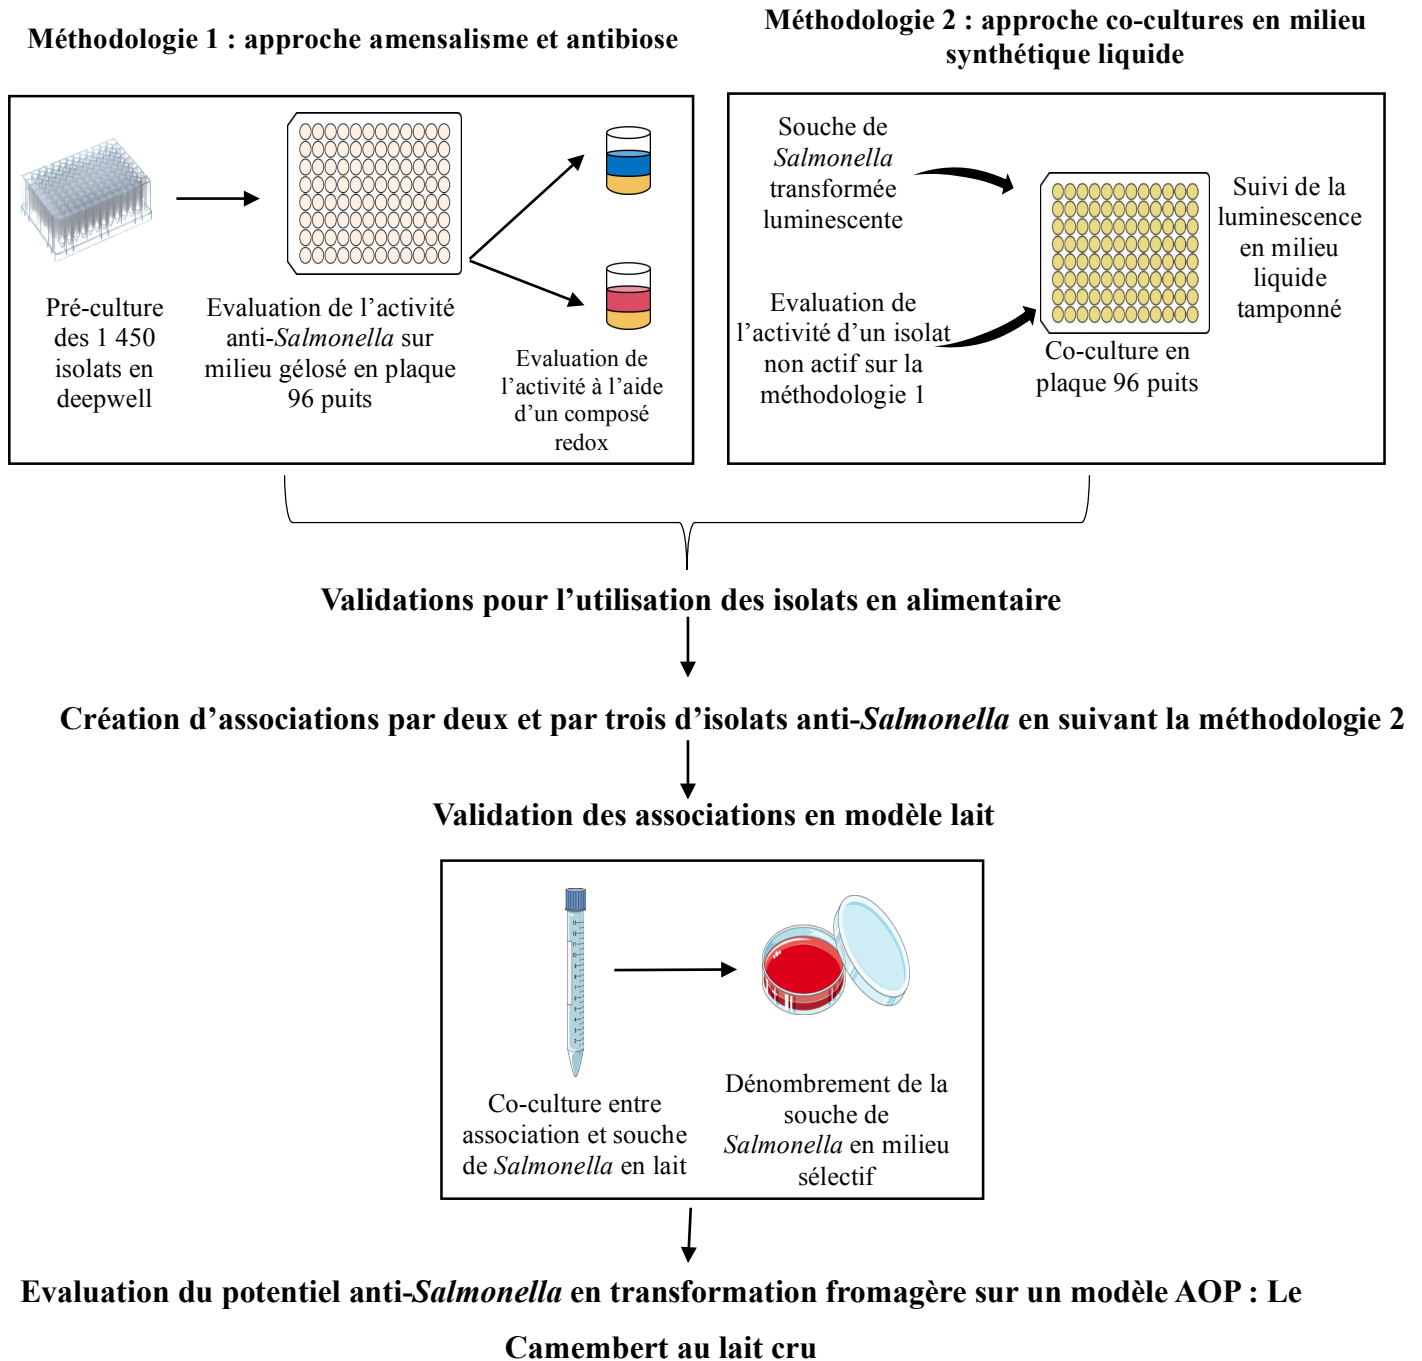 Méthodologie 1 : approche amensalisme et antibiose
Méthodologie 2 : approche co-cultures en milieu
synthétique liquide
Pré-culture
des 1 450
isolats en
deepwell
Evaluation de l’activité
anti-Salmonella sur
milieu gélosé en plaque
96 puits
Evaluation de
l’activité à l’aide
d’un composé
redox
Souche de
Salmonella
transformée
luminescente
Evaluation de
l’activité d’un isolat
non actif sur la
méthodologie 1
Co-culture en
plaque 96 puits
Suivi de la
luminescence
en milieu
liquide
tamponné
Validations pour l’utilisation des isolats en alimentaire
Création d’associations par deux et par trois d’isolats anti-Salmonella en suivant la méthodologie 2
Validation des associations en modèle lait
Co-culture entre
association et souche
de Salmonella en lait
Dénombrement de la
souche de
Salmonella en milieu
sélectif
Evaluation du potentiel anti-Salmonella en transformation fromagère sur un modèle AOP : Le
Camembert au lait cru